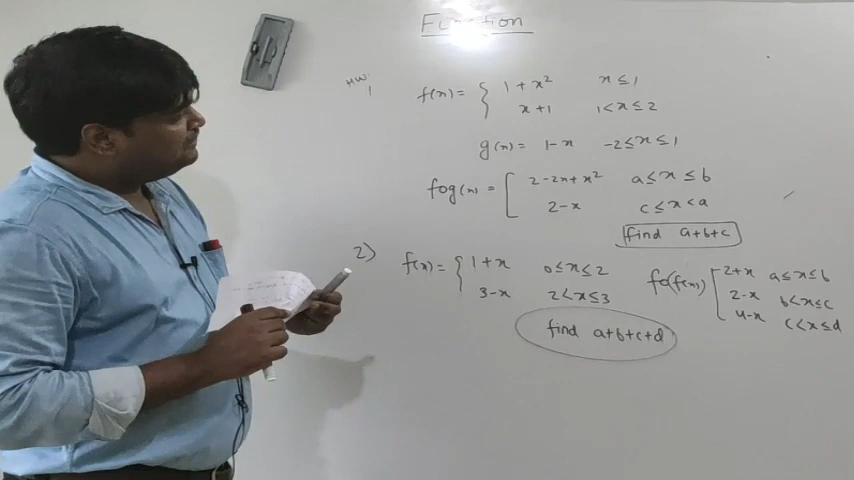 Function
HW:
1
f(x) = { 1 + x² x ≤ 1
x + 1 1 < x ≤ 2
g(x) = 1 - x -2 ≤ x ≤ 1
fog(x) = [ 2 - 2x + x² a ≤ x ≤ b
2 - x c ≤ x < a
find a+b+c
2) f(x) = { 1 + x 0 ≤ x ≤ 2
3 - x 2 < x ≤ 3
fo(f(x) [ 2 + x a ≤ x ≤ b
2 - x b < x ≤ c
4 - x c < x ≤ d
find a+b+c+d